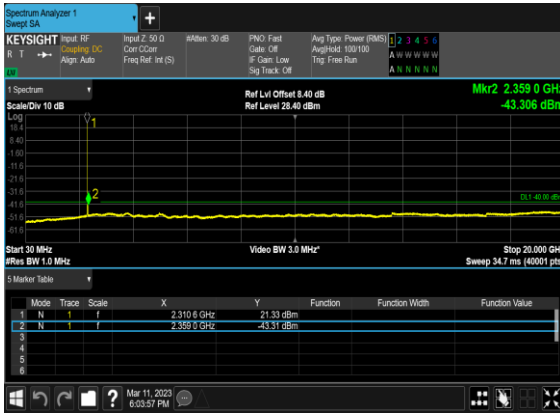 Spectrum Analyzer 1
Swept SA
+
KEYSIGHT Input: RF Input Z: 50 Ω #Atten: 30 dB PNO: Fast Avg Type: Power (RMS) 1 2 3 4 5 6
R T Coupling: DC Corr CCorr Gate: Off Avg|Hold: 100/100 A W W W W W
Align: Auto Freq Ref: Int (S) IF Gain: Low Trig: Free Run
Sig Track: Off A N N N N N
1 Spectrum Ref Lvl Offset 8.40 dB Mkr2 2.359 0 GHz
Scale/Div 10 dB Ref Level 28.40 dBm -43.306 dBm
Log
18.4
8.40
-1.60
-11.6
-21.6
-31.6
-41.6
-51.6
-61.6
1
2
DL1 -40.00 dBm
Start 30 MHz Video BW 3.0 MHz* Stop 20.000 GHz
#Res BW 1.0 MHz Sweep 34.7 ms (40001 pts)
5 Marker Table
Mode Trace Scale X Y Function Function Width Function Value
1 N 1 f 2.310 6 GHz 21.33 dBm
2 N 1 f 2.359 0 GHz -43.31 dBm
3
4
5
6
? Mar 11, 2023
6:03:57 PM